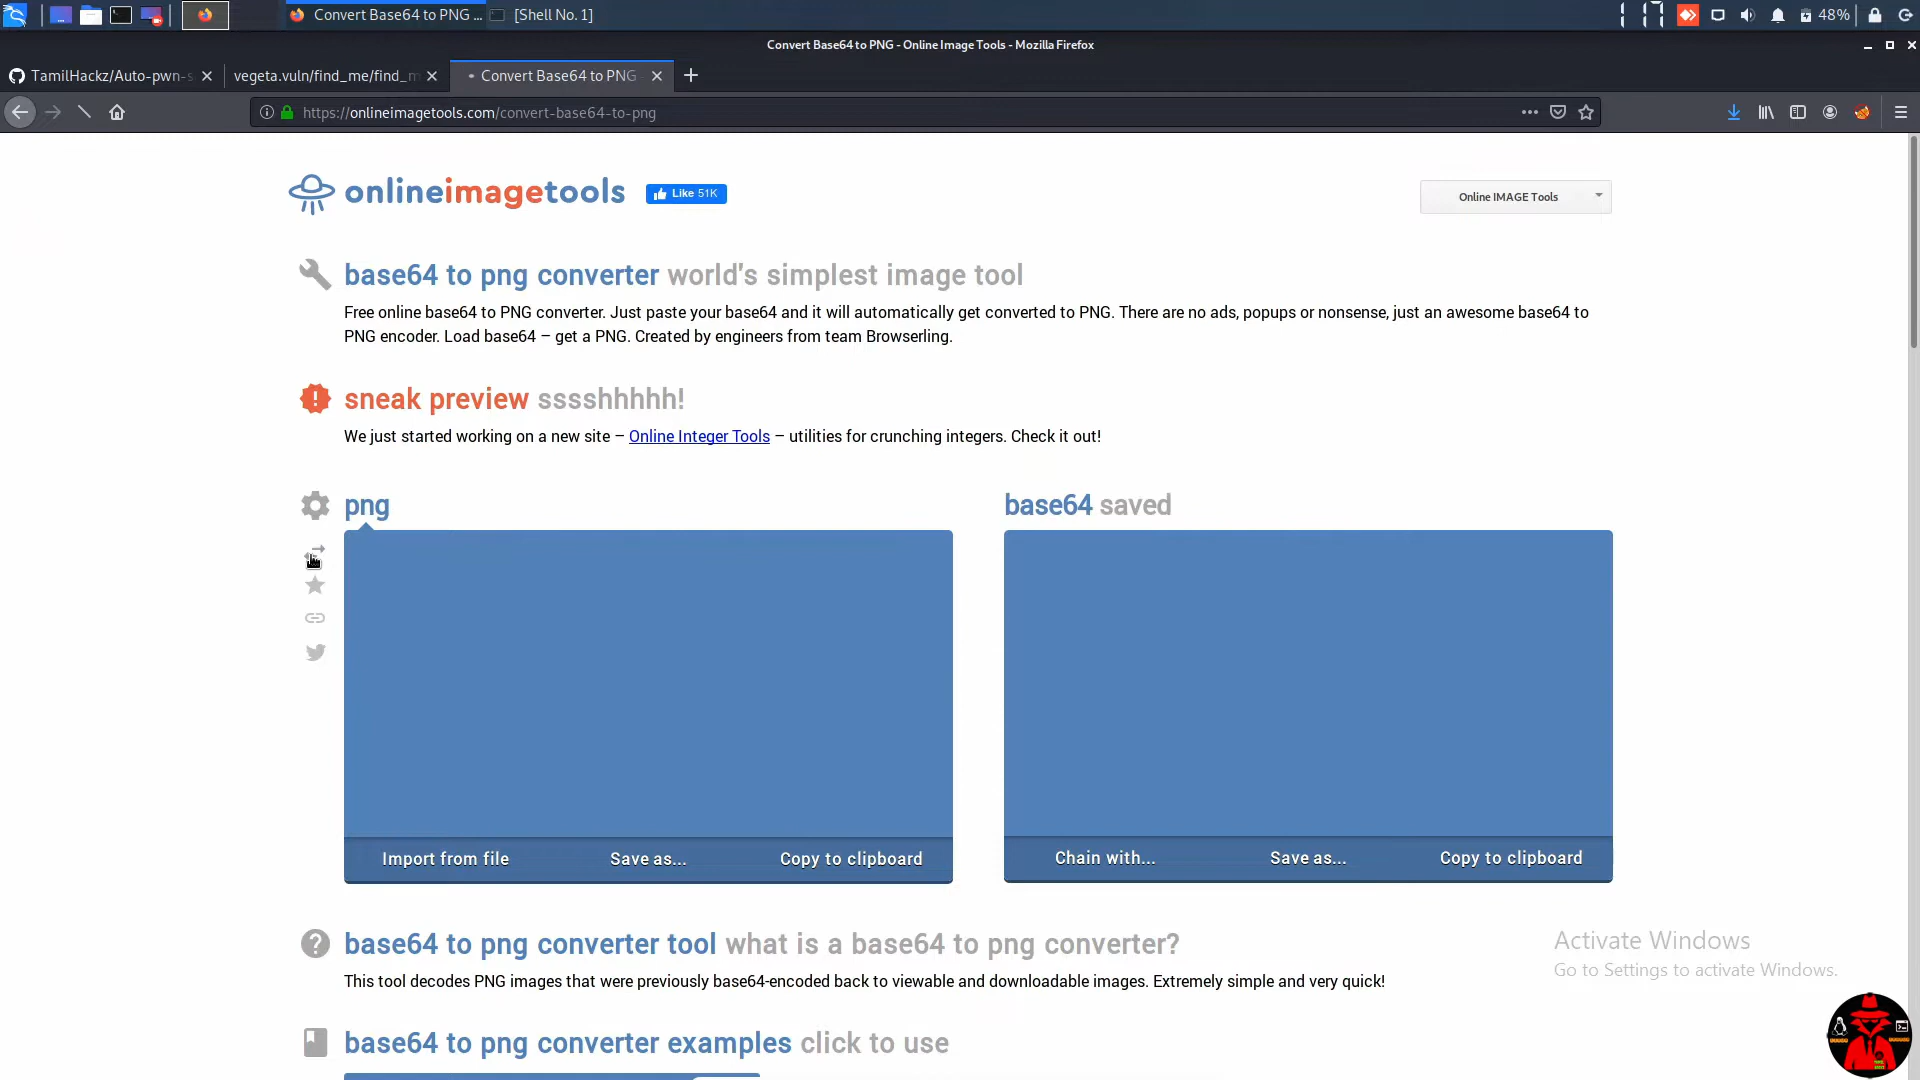 Convert Base64 to PNG ...
[Shell No. 1]
48%
Convert Base64 to PNG - Online Image Tools - Mozilla Firefox
TamilHackz/Auto-pwn-s
vegeta.vuln/find_me/find_m
Convert Base64 to PNG
https://onlineimagetools.com/convert-base64-to-png
onlineimagetools
Like 51K
Online IMAGE Tools
base64 to png converter world's simplest image tool
Free online base64 to PNG converter. Just paste your base64 and it will automatically get converted to PNG. There are no ads, popups or nonsense, just an awesome base64 to
PNG encoder. Load base64 – get a PNG. Created by engineers from team Browserling.
sneak preview sssshhhhh!
We just started working on a new site – Online Integer Tools – utilities for crunching integers. Check it out!
png
base64 saved
Import from file
Save as...
Copy to clipboard
Chain with...
Save as...
Copy to clipboard
base64 to png converter tool what is a base64 to png converter?
This tool decodes PNG images that were previously base64-encoded back to viewable and downloadable images. Extremely simple and very quick!
Activate Windows
Go to Settings to activate Windows.
base64 to png converter examples click to use